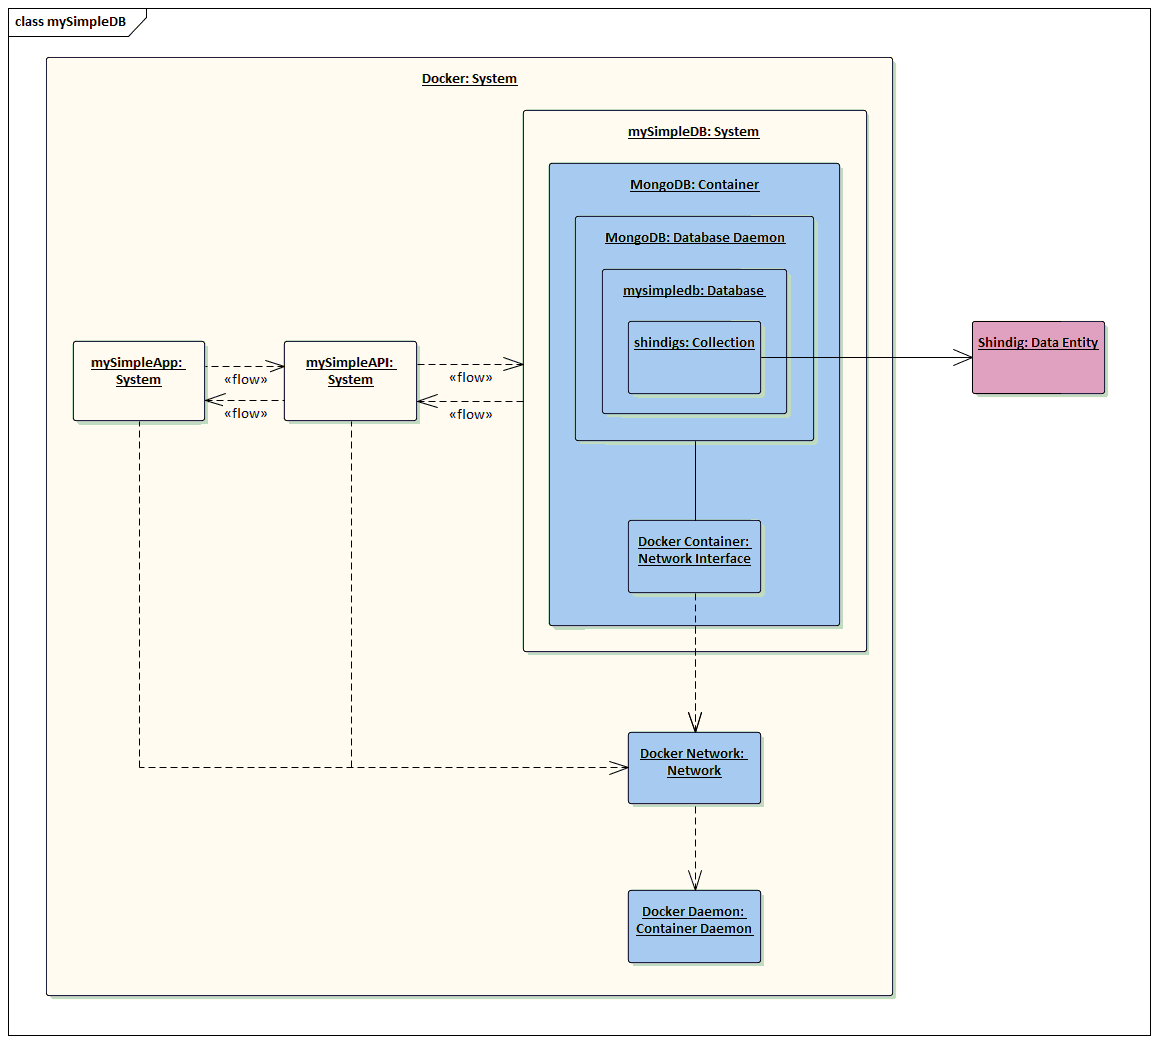 class mySimpleDB
Docker: System
mySimpleDB: System
MongoDB: Container
MongoDB: Database Daemon
mysimpledb: Database
shindigs: Collection
Shindig: Data Entity
mySimpleApp:
System
mySimpleAPI:
System
«flow»
«flow»
«flow»
«flow»
Docker Container:
Network Interface
Docker Network:
Network
Docker Daemon:
Container Daemon